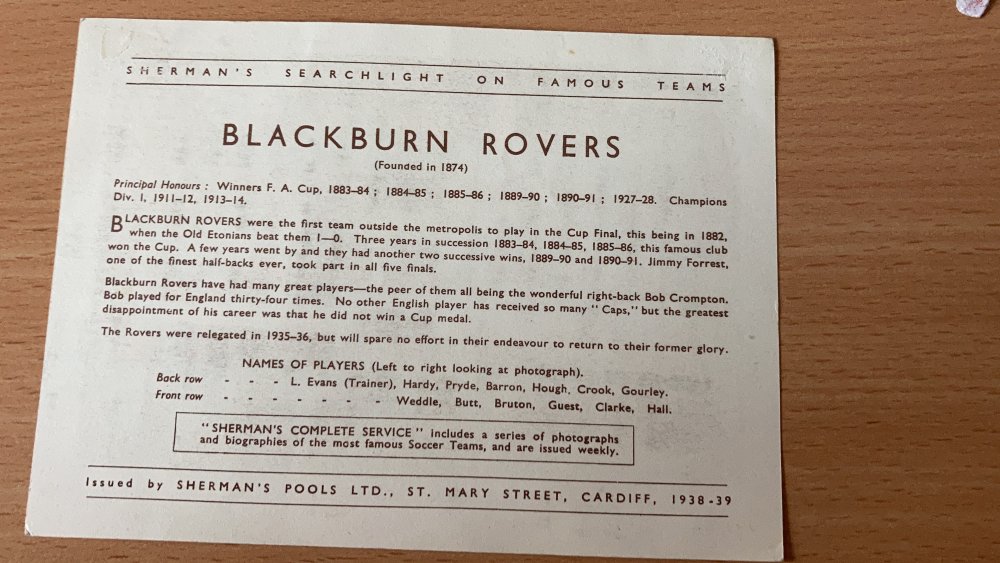 SHERMAN'S SEARCHLIGHT ON FAMOUS TEAMS
BLACKBURN ROVERS
(Founded in 1874)
Principal Honours : Winners F. A. Cup, 1883–84 ; 1884–85 ; 1885–86 ; 1889–90 ; 1890–91 ; 1927–28. Champions
Div. I, 1911–12, 1913–14.
BLACKBURN ROVERS were the first team outside the metropolis to play in the Cup Final, this being in 1882,
when the Old Etonians beat them 1—0. Three years in succession 1883–84, 1884–85, 1885–86, this famous club
won the Cup. A few years went by and they had another two successive wins, 1889–90 and 1890–91. Jimmy Forrest,
one of the finest half-backs ever, took part in all five finals.
Blackburn Rovers have had many great players—the peer of them all being the wonderful right-back Bob Crompton.
Bob played for England thirty-four times. No other English player has received so many " Caps," but the greatest
disappointment of his career was that he did not win a Cup medal.
The Rovers were relegated in 1935–36, but will spare no effort in their endeavour to return to their former glory.
NAMES OF PLAYERS (Left to right looking at photograph).
Back row - - - L. Evans (Trainer), Hardy, Pryde, Barron, Hough, Crook, Gourley.
Front row - - - - - - - - Weddle, Butt, Bruton, Guest, Clarke, Hall.
" SHERMAN'S COMPLETE SERVICE " includes a series of photographs
and biographies of the most famous Soccer Teams, and are issued weekly.
Issued by SHERMAN'S POOLS LTD., ST. MARY STREET, CARDIFF, 1938-39